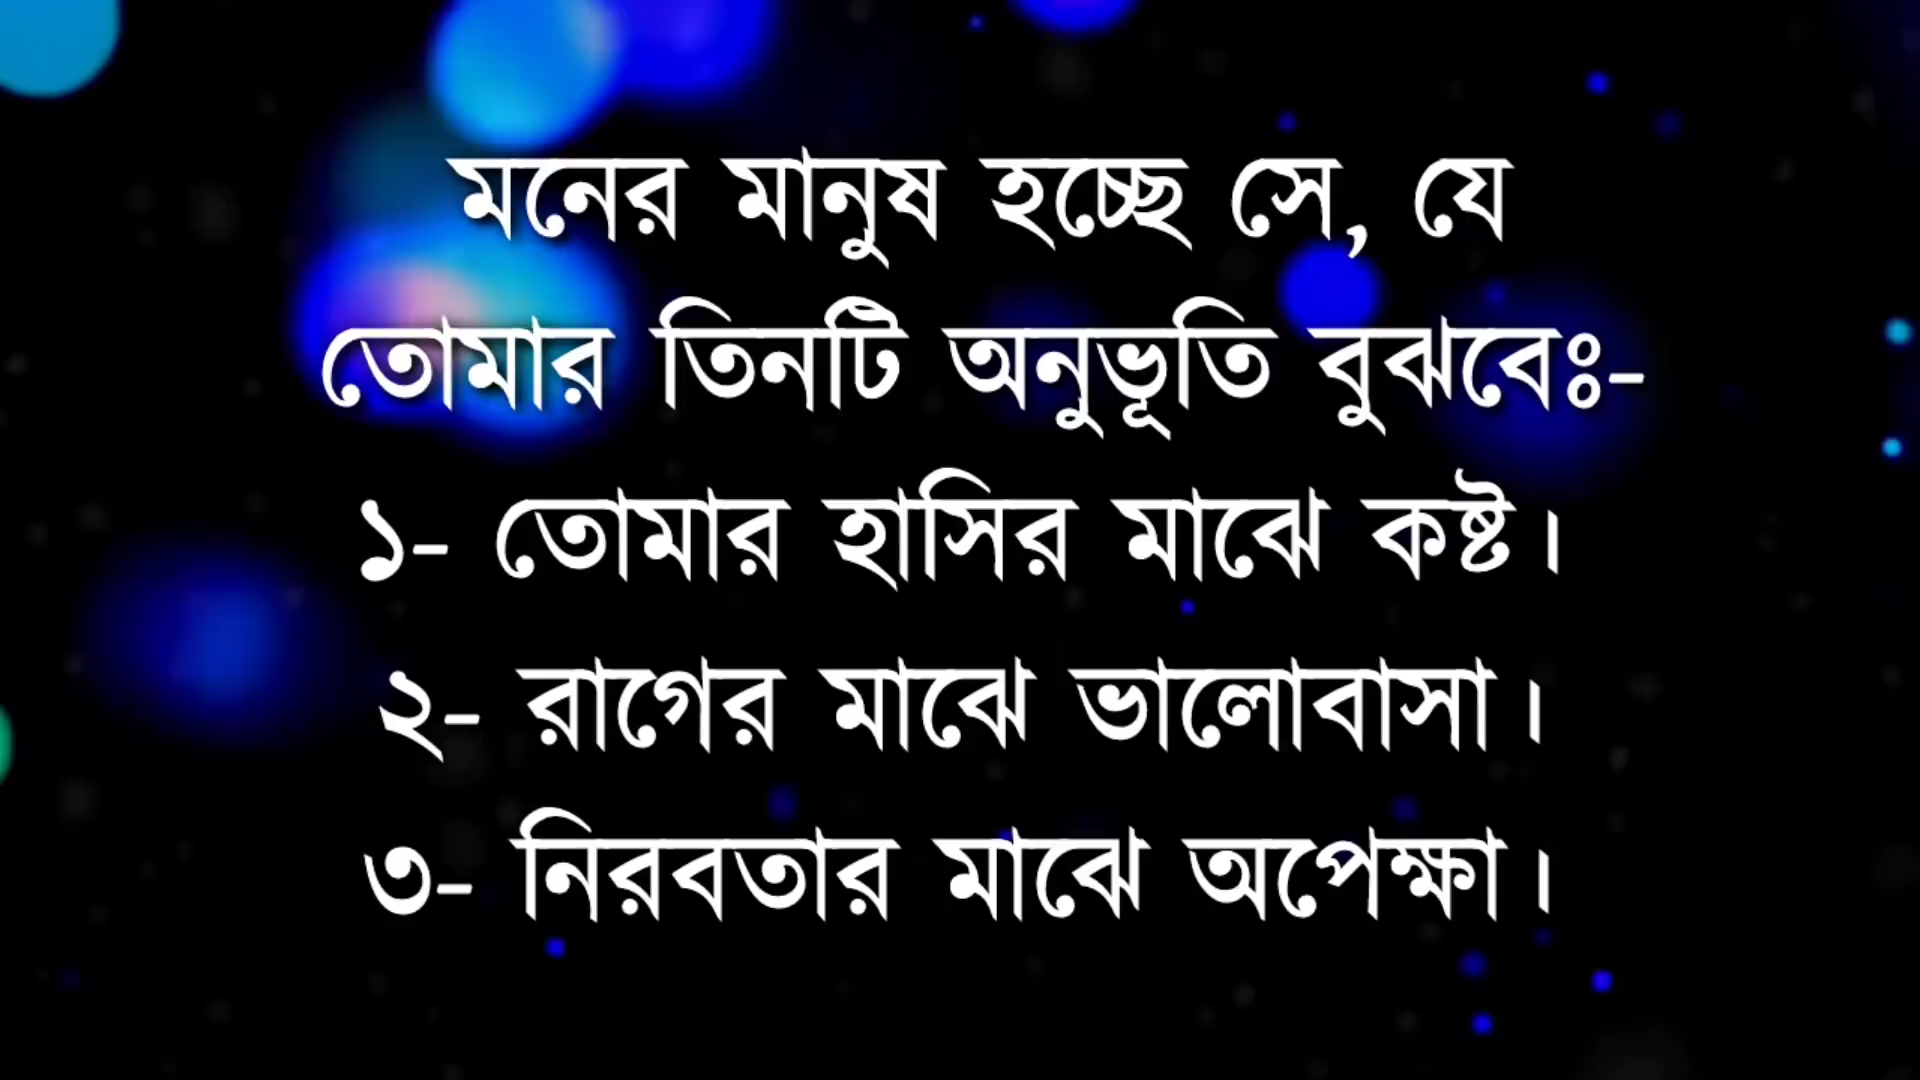 মনের মানুষ হচ্ছে সে, যে
তোমার তিনটি অনুভূতি বুঝবেঃ-
১- তোমার হাসির মাঝে কষ্ট।
২- রাগের মাঝে ভালোবাসা।
৩- নিরবতার মাঝে অপেক্ষা।